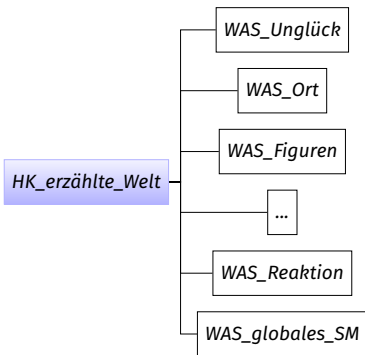 WAS_Unglück
WAS_Ort
WAS_Figuren
HK_erzählte_Welt
...
WAS_Reaktion
WAS_globales_SM